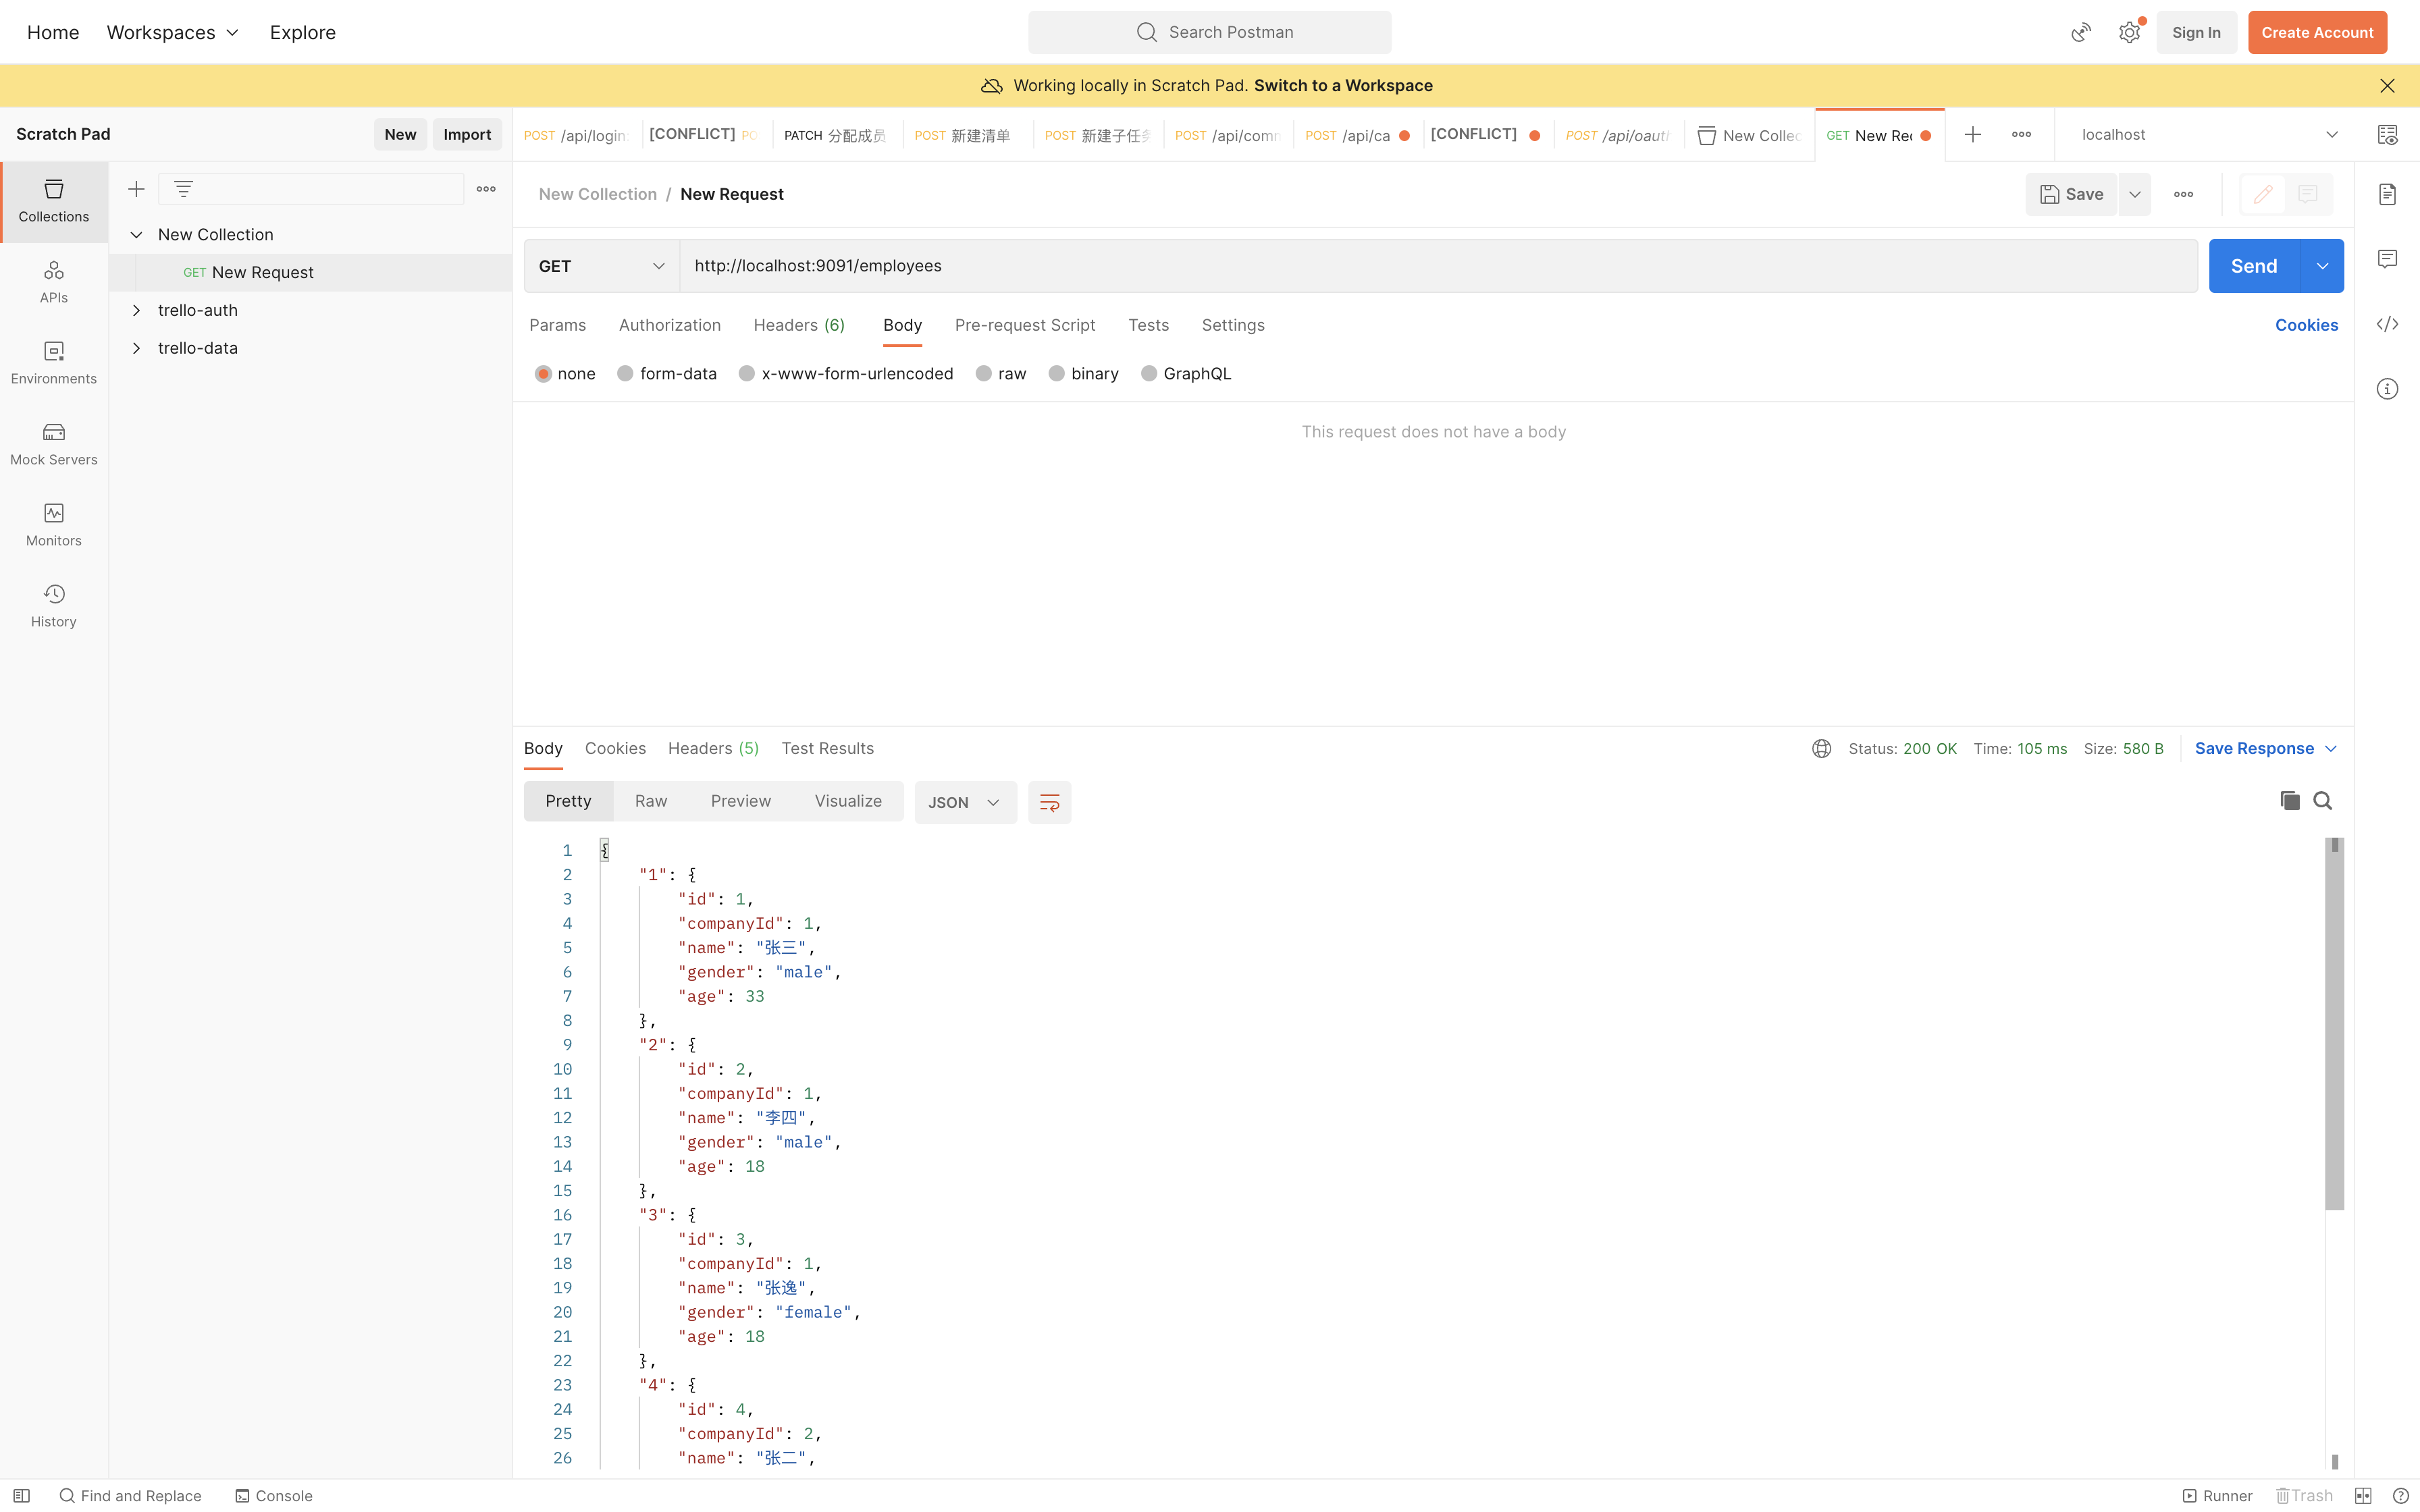 Home Workspaces Explore Search Postman Sign In Create Account
Working locally in Scratch Pad. Switch to a Workspace
Scratch Pad New Import POST /api/login [CONFLICT] PO PATCH 分配成员 POST 新建清单 POST 新建子任务 POST /api/comm POST /api/ca [CONFLICT] POST /api/oaut New Collec GET New Rec localhost
Collections
New Collection / New Request Save
New Collection
GET New Request
trello-auth
trello-data
APIs
Environments
Mock Servers
Monitors
History
GET http://localhost:9091/employees Send
Params Authorization Headers (6) Body Pre-request Script Tests Settings Cookies
none form-data x-www-form-urlencoded raw binary GraphQL
This request does not have a body
Body Cookies Headers (5) Test Results Status: 200 OK Time: 105 ms Size: 580 B Save Response
Pretty Raw Preview Visualize JSON
1 {
2 "1": {
3 "id": 1,
4 "companyId": 1,
5 "name": "张三",
6 "gender": "male",
7 "age": 33
8 },
9 "2": {
10 "id": 2,
11 "companyId": 1,
12 "name": "李四",
13 "gender": "male",
14 "age": 18
15 },
16 "3": {
17 "id": 3,
18 "companyId": 1,
19 "name": "张逸",
20 "gender": "female",
21 "age": 18
22 },
23 "4": {
24 "id": 4,
25 "companyId": 2,
26 "name": "张二",
Find and Replace Console Runner Trash